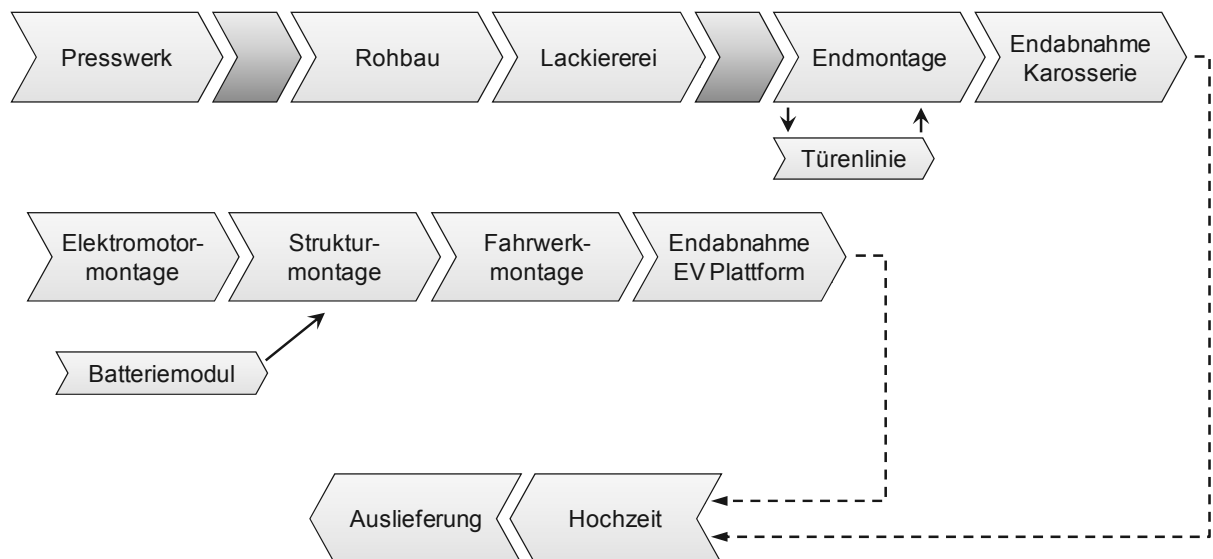 Presswerk
Rohbau
Lackiererei
Endmontage
Endabnahme
Karosserie
Türenlinie
Elektromotor-
montage
Struktur-
montage
Fahrwerk-
montage
Endabnahme
EV Plattform
Batteriemodul
Auslieferung
Hochzeit